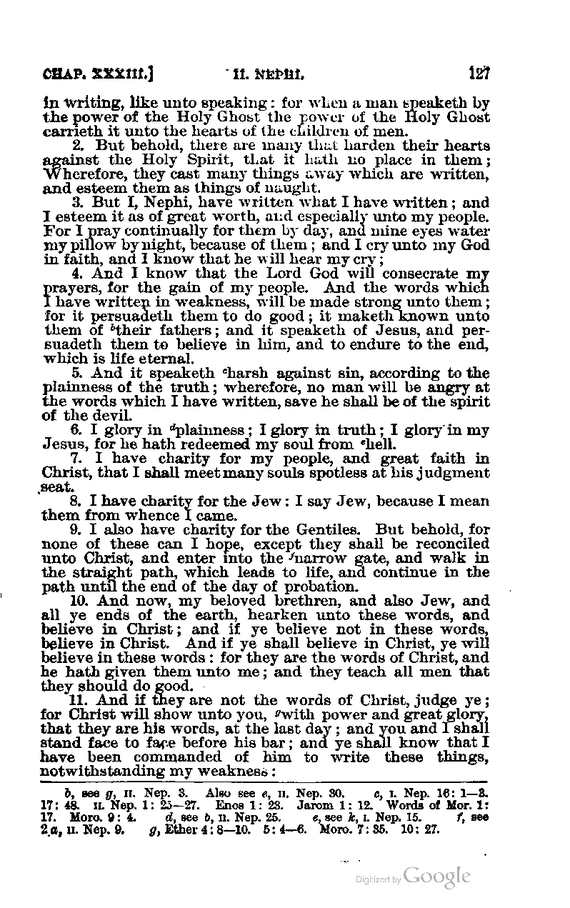 CHAP. XXXIII.] II. NEPHI. 127
in writing, like unto speaking: for when a man speaketh by
the power of the Holy Ghost the power of the Holy Ghost
carrieth it unto the hearts of the children of men.
2. But behold, there are many that harden their hearts
against the Holy Spirit, that it hath no place in them;
Wherefore, they cast many things away which are written,
and esteem them as things of naught.
3. But I, Nephi, have written what I have written; and
I esteem it as of great worth, and especially unto my people.
For I pray continually for them by day, and mine eyes water
my pillow by night, because of them; and I cry unto my God
in faith, and I know that he will hear my cry;
4. And I know that the Lord God will consecrate my
prayers, for the gain of my people. And the words which
I have written in weakness, will be made strong unto them;
for it persuadeth them to do good; it maketh known unto
them of btheir fathers; and it speaketh of Jesus, and per-
suadeth them to believe in him, and to endure to the end,
which is life eternal.
5. And it speaketh charsh against sin, according to the
plainness of the truth; wherefore, no man will be angry at
the words which I have written, save he shall be of the spirit
of the devil.
6. I glory in dplainness; I glory in truth; I glory in my
Jesus, for he hath redeemed my soul from ehell.
7. I have charity for my people, and great faith in
Christ, that I shall meet many souls spotless at his judgment
seat.
8. I have charity for the Jew: I say Jew, because I mean
them from whence I came.
9. I also have charity for the Gentiles. But behold, for
none of these can I hope, except they shall be reconciled
unto Christ, and enter into the fnarrow gate, and walk in
the straight path, which leads to life, and continue in the
path until the end of the day of probation.
10. And now, my beloved brethren, and also Jew, and
all ye ends of the earth, hearken unto these words, and
believe in Christ; and if ye believe not in these words,
believe in Christ. And if ye shall believe in Christ, ye will
believe in these words: for they are the words of Christ, and
he hath given them unto me; and they teach all men that
they should do good.
11. And if they are not the words of Christ, judge ye;
for Christ will show unto you, gwith power and great glory,
that they are his words, at the last day; and you and I shall
stand face to face before his bar; and ye shall know that I
have been commanded of him to write these things,
notwithstanding my weakness:
b, see g, II. Nep. 3. Also see e, II. Nep. 30. c, I. Nep. 16: 1—3.
17: 48. II. Nep. 1: 25—27. Enos 1: 23. Jarom 1: 12. Words of Mor. 1:
17. Moro. 9: 4. d, see b, II. Nep. 25. e, see k, I. Nep. 15. f, see
2a, II. Nep. 9. g, Ether 4: 8—10. 5: 4—6. Moro. 7: 35. 10: 27.
Digitized by Google